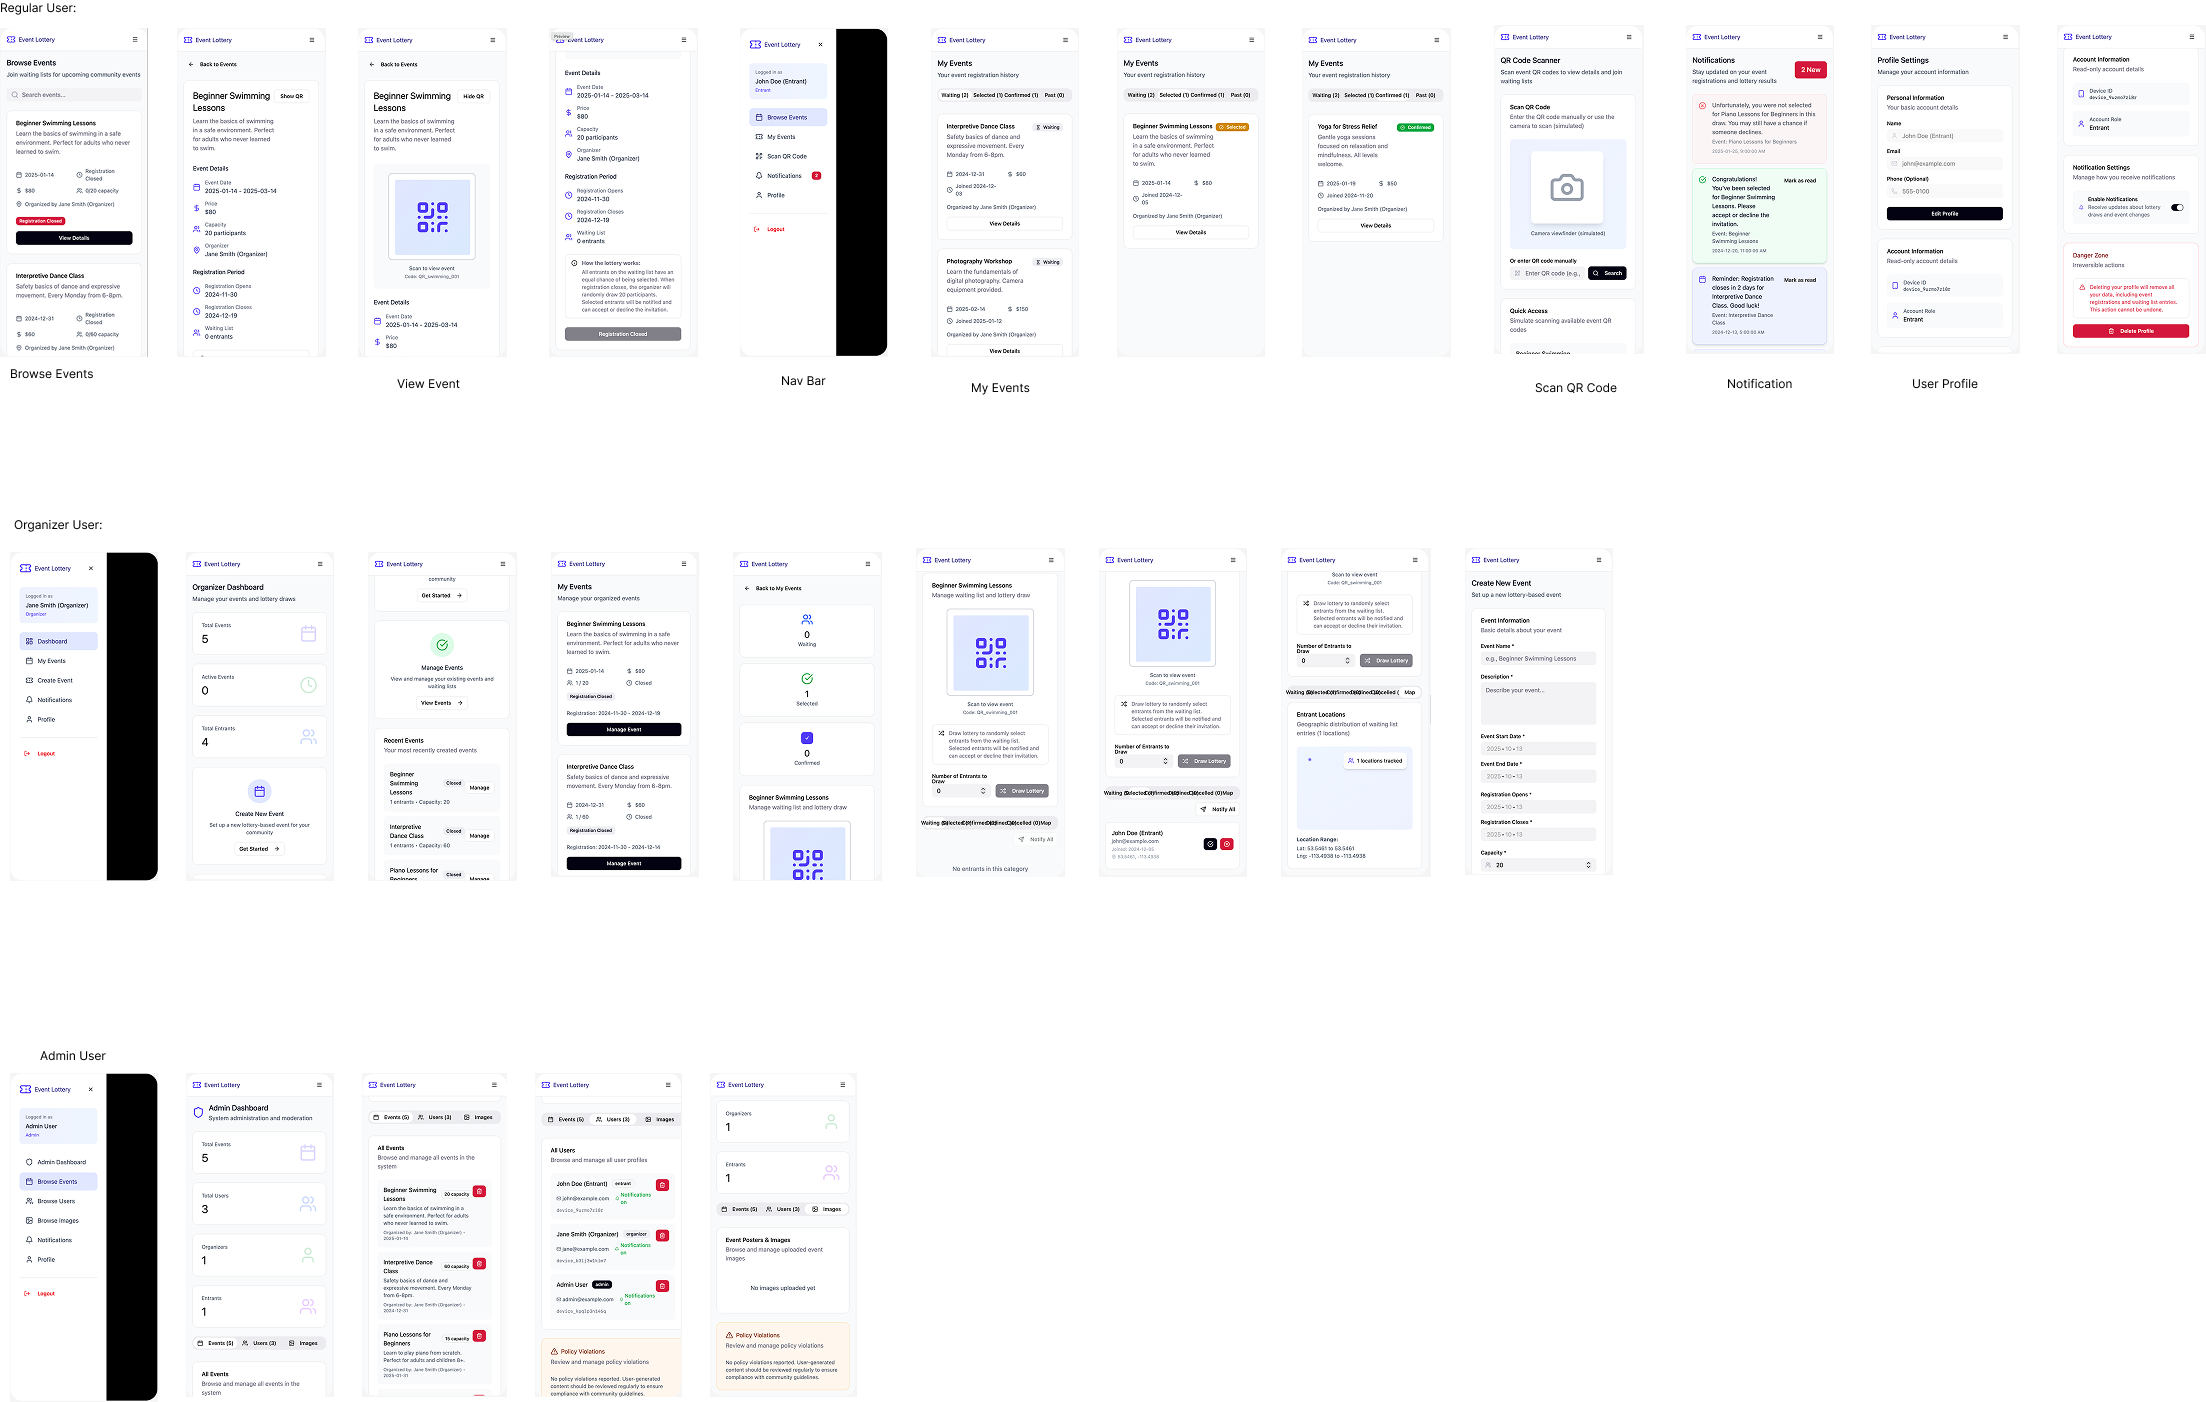 Regular User:
Event Lottery
Browse Events
Join waiting lists for upcoming community events
Search events...
Beginner Swimming Lessons
Learn the basics of swimming in a safe
environment. Perfect for adults who never
learned to swim.
2025-01-14
Registration
Closed
$80
0/20 capacity
Organized by Jane Smith (Organizer)
Registration Closed
View Details
Interpretive Dance Class
Safety basics of dance and expressive
movement. Every Monday from 6-8pm.
2024-12-31
Registration
Closed
$60
0/60 capacity
Organized by Jane Smith (Organizer)
Browse Events
Event Lottery
Back to Events
Beginner Swimming
Lessons
Show QR
Learn the basics of swimming
in a safe environment. Perfect
for adults who never learned
to swim.
Event Details
Event Date
2025-01-14 - 2025-03-14
Price
$80
Capacity
20 participants
Organizer
Jane Smith (Organizer)
Registration Period
Registration Opens
2024-11-30
Registration Closes
2024-12-19
Waiting List
0 entrants
Event Lottery
Back to Events
Beginner Swimming
Lessons
Hide QR
Learn the basics of swimming
in a safe environment. Perfect
for adults who never learned
to swim.
Scan to view event
Code: QR_swimming_001
Event Details
Event Date
2025-01-14 - 2025-03-14
Price
$80
View Event
Preview
Event Lottery
Event Details
Event Date
2025-01-14 - 2025-03-14
Price
$80
Capacity
20 participants
Organizer
Jane Smith (Organizer)
Registration Period
Registration Opens
2024-11-30
Registration Closes
2024-12-19
Waiting List
0 entrants
How the lottery works:
All entrants on the waiting list have an
equal chance of being selected. When
registration closes, the organizer will
randomly draw 20 participants.
Selected entrants will be notified and
can accept or decline the invitation.
Registration Closed
Event Lottery
Logged in as
John Doe (Entrant)
Entrant
Browse Events
My Events
Scan QR Code
Notifications
2
Profile
Logout
Nav Bar
Event Lottery
My Events
Your event registration history
Waiting (2) Selected (1) Confirmed (1) Past (0)
Interpretive Dance Class
Waiting
Safety basics of dance and
expressive movement. Every
Monday from 6-8pm.
2024-12-31
$60
Joined 2024-12-
03
Organized by Jane Smith (Organizer)
View Details
Photography Workshop
Waiting
Learn the fundamentals of
digital photography. Camera
equipment provided.
2025-02-14
$150
Joined 2025-01-12
Organized by Jane Smith (Organizer)
View Details
My Events
Event Lottery
My Events
Your event registration history
Waiting (2) Selected (1) Confirmed (1) Past (0)
Beginner Swimming Lessons
Selected
Learn the basics of swimming
in a safe environment. Perfect
for adults who never learned
to swim.
2025-01-14
$80
Joined 2024-12-
05
Organized by Jane Smith (Organizer)
View Details
Event Lottery
My Events
Your event registration history
Waiting (2) Selected (1) Confirmed (1) Past (0)
Yoga for Stress Relief
Confirmed
Gentle yoga sessions
focused on relaxation and
mindfulness. All levels
welcome.
2025-01-19
$50
Joined 2024-11-20
Organized by Jane Smith (Organizer)
View Details
Event Lottery
QR Code Scanner
Scan event QR codes to view details and join
waiting lists
Scan QR Code
Enter the QR code manually or use the
camera to scan (simulated)
Camera viewfinder (simulated)
Or enter QR code manually
Enter QR code (e.g.,
Search
Quick Access
Simulate scanning available event QR
codes
Beginner Swimming
Scan QR Code
Event Lottery
Notifications
Stay updated on your event
registrations and lottery results
2 New
Unfortunately, you were not selected
for Piano Lessons for Beginners in this
draw. You may still have a chance if
someone declines.
Event: Piano Lessons for Beginners
2025-01-25, 9:00:00 AM
Congratulations!
You've been selected
for Beginner Swimming
Lessons. Please
accept or decline the
invitation.
Mark as read
Event: Beginner
Swimming Lessons
2024-12-20, 11:00:00 AM
Reminder: Registration
closes in 2 days for
Interpretive Dance
Class. Good luck!
Mark as read
Event: Interpretive Dance
Class
2024-12-13, 5:00:00 AM
Notification
Event Lottery
Profile Settings
Manage your account information
Personal Information
Your basic account details
Name
John Doe (Entrant)
Email
john@example.com
Phone (Optional)
555-0100
Edit Profile
Account Information
Read-only account details
Device ID
Account Role
Entrant
User Profile
Event Lottery
Account Information
Read-only account details
Device ID
Account Role
Entrant
Notification Settings
Manage how you receive notifications
Enable Notifications
Receive updates about lottery
draws and event changes
Danger Zone
Irreversible actions
Deleting your profile will remove all
your data, including event
registrations and waiting list entries.
This action cannot be undone.
Delete Profile
Organizer User:
Event Lottery
Logged in as
Jane Smith (Organizer)
Organizer
Dashboard
My Events
Create Event
Notifications
Profile
Logout
Event Lottery
Organizer Dashboard
Manage your events and lottery draws
Total Events
5
Active Events
0
Total Entrants
4
Create New Event
Set up a new lottery-based event for your
community
Get Started
Event Lottery
community
Get Started
Manage Events
View and manage your existing events and
waiting lists
View Events
Recent Events
Your most recently created events
Beginner
Swimming
Lessons
Closed
Manage
1 entrants • Capacity: 20
Interpretive
Dance Class
Closed
Manage
1 entrants • Capacity: 60
Piano Lessons for
Beginners
Closed
Manage
Event Lottery
My Events
Manage your organized events
Beginner Swimming Lessons
Learn the basics of swimming in a safe
environment. Perfect for adults who never
learned to swim.
2025-01-14
$80
1 / 20
Closed
Registration Closed
Registration: 2024-11-30 - 2024-12-19
Manage Event
Interpretive Dance Class
Safety basics of dance and expressive
movement. Every Monday from 6-8pm.
2024-12-31
$60
1 / 60
Closed
Registration Closed
Registration: 2024-11-30 - 2024-12-14
Manage Event
Event Lottery
Back to My Events
0
Waiting
1
Selected
0
Confirmed
Beginner Swimming Lessons
Manage waiting list and lottery draw
Event Lottery
Beginner Swimming Lessons
Manage waiting list and lottery draw
Scan to view event
Code: QR_swimming_001
Draw lottery to randomly select
entrants from the waiting list.
Selected entrants will be notified and
can accept or decline their invitation.
Number of Entrants to
Draw
0
Draw Lottery
Notify All
No entrants in this category
Event Lottery
Scan to view event
Code: QR_swimming_001
Draw lottery to randomly select
entrants from the waiting list.
Selected entrants will be notified and
can accept or decline their invitation.
Number of Entrants to
Draw
0
Draw Lottery
Map
Notify All
John Doe (Entrant)
john@example.com
Joined: 2024-12-05
53.5461, -113.4938
Event Lottery
Scan to view event
Code: QR_swimming_001
Draw lottery to randomly select
entrants from the waiting list.
Selected entrants will be notified and
can accept or decline their invitation.
Number of Entrants to
Draw
0
Draw Lottery
Map
Entrant Locations
Geographic distribution of waiting list
entries (1 locations)
1 locations tracked
Location Range:
Lat: 53.5461 to 53.5461
Lng: -113.4938 to -113.4938
Event Lottery
Create New Event
Set up a new lottery-based event
Event Information
Basic details about your event
Event Name *
e.g., Beginner Swimming Lessons
Description *
Describe your event...
Event Start Date *
2025-10-13
Event End Date *
2025-10-13
Registration Opens *
2025-10-13
Registration Closes *
2025-10-13
Capacity *
20
Admin User
Event Lottery
Logged in as
Admin User
Admin
Admin Dashboard
Browse Events
Browse Users
Browse Images
Notifications
Profile
Logout
Event Lottery
Admin Dashboard
System administration and moderation
Total Events
5
Total Users
3
Organizers
1
Entrants
1
Events (5) Users (3) Images
All Events
Browse and manage all events in the
system
Event Lottery
Events (5) Users (3) Images
All Events
Browse and manage all events in the
system
Beginner Swimming
Lessons
20 capacity
Learn the basics of swimming in a
safe environment. Perfect for adults
who never learned to swim.
Organized by: Jane Smith (Organizer) •
2025-01-14
Interpretive Dance
Class
60 capacity
Safety basics of dance and
expressive movement. Every Monday
from 6-8pm.
Organized by: Jane Smith (Organizer) •
2024-12-31
Piano Lessons for
Beginners
15 capacity
Learn to play piano from scratch.
Perfect for adults and children 8+.
Organized by: Jane Smith (Organizer) •
2025-01-31
Event Lottery
Events (5) Users (3) Images
All Users
Browse and manage all user profiles
John Doe (Entrant)
entrant
john@example.com
Notifications
on
Jane Smith (Organizer)
organizer
jane@example.com
Notifications
on
Admin User
admin
admin@example.com
Notifications
on
Policy Violations
Review and manage policy violations
No policy violations reported. User-generated
content should be reviewed regularly to ensure
compliance with community guidelines.
Event Lottery
Organizers
1
Entrants
1
Events (5) Users (3) Images
Event Posters & Images
Browse and manage uploaded event
images
No images uploaded yet
Policy Violations
Review and manage policy violations
No policy violations reported. User-generated
content should be reviewed regularly to ensure
compliance with community guidelines.